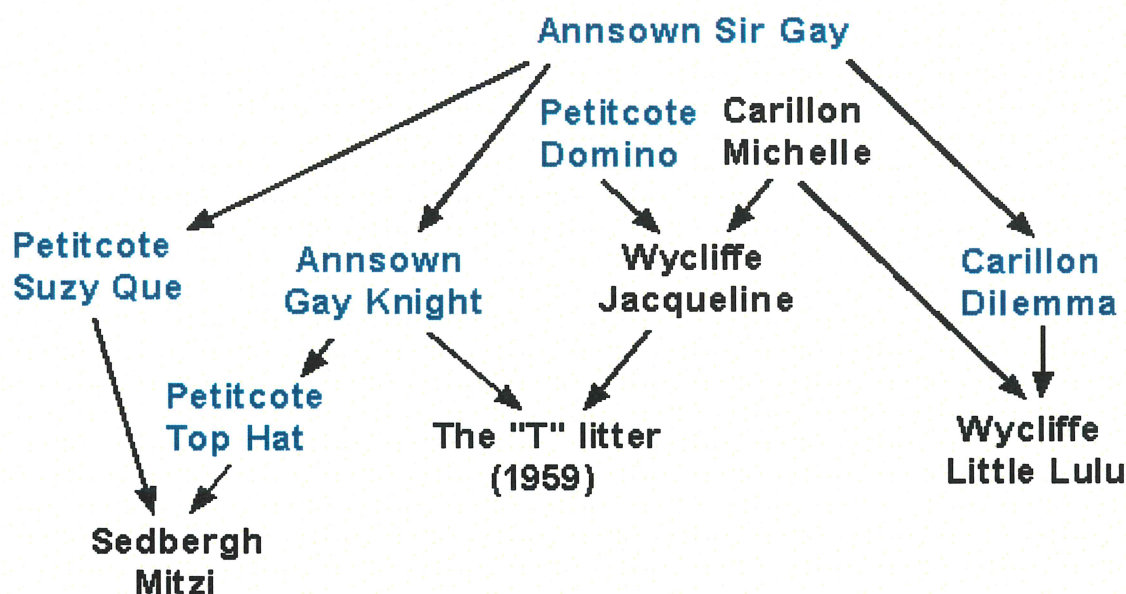 Annsown Sir Gay
Petitcote
Domino
Carillon
Michelle
Petitcote
Suzy Que
Annsown
Gay Knight
Wycliffe
Jacqueline
Carillon
Dilemma
Petitcote
Top Hat
The "T" litter
(1959)
Wycliffe
Little Lulu
Sedbergh
Mitzi